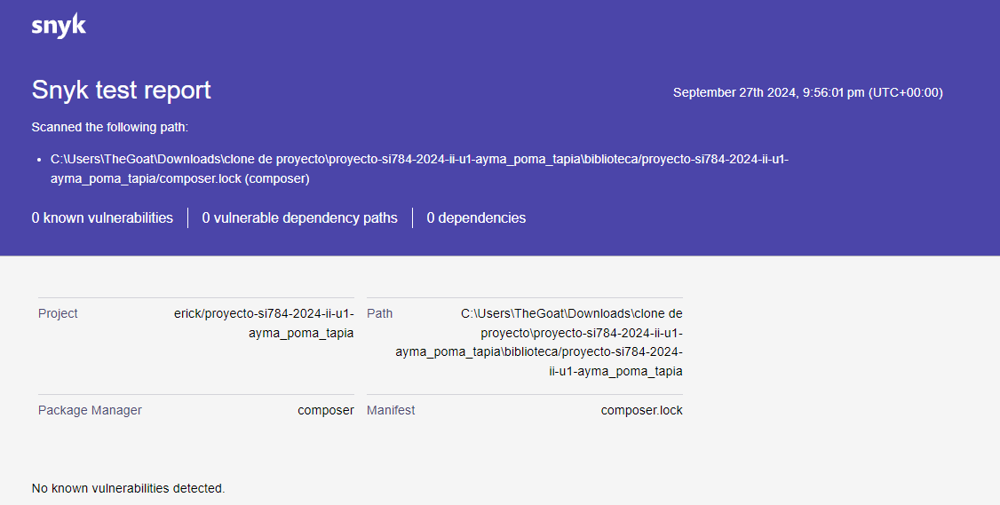 snyk
Snyk test report
September 27th 2024, 9:56:01 pm (UTC+00:00)
Scanned the following path:
• C:\Users\TheGoat\Downloads\clone de proyecto\proyecto-si784-2024-ii-u1-ayma_poma_tapia\biblioteca/proyecto-si784-2024-ii-u1-
ayma_poma_tapia/composer.lock (composer)
0 known vulnerabilities
0 vulnerable dependency paths
0 dependencies
Project
erick/proyecto-si784-2024-ii-u1-
ayma_poma_tapia
Path
C:\Users\TheGoat\Downloads\clone de
proyecto\proyecto-si784-2024-ii-u1-
ayma_poma_tapia\biblioteca/proyecto-si784-2024-
ii-u1-ayma_poma_tapia
Package Manager
composer
Manifest
composer.lock
No known vulnerabilities detected.